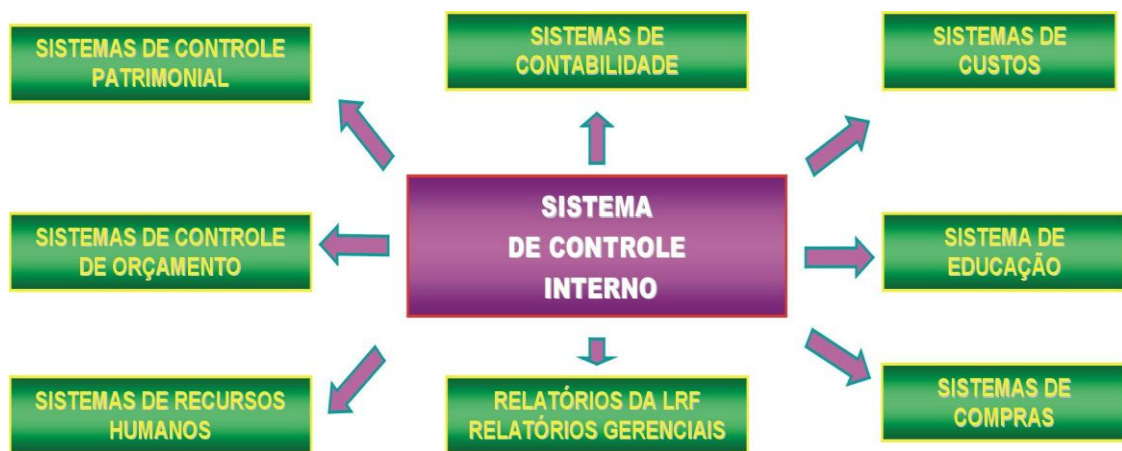 SISTEMAS DE CONTROLE
PATRIMONIAL
SISTEMAS DE
CONTABILIDADE
SISTEMAS DE
CUSTOS
SISTEMAS DE CONTROLE
DE ORÇAMENTO
SISTEMA
DE CONTROLE
INTERNO
SISTEMA DE
EDUCAÇÃO
SISTEMAS DE RECURSOS
HUMANOS
RELATÓRIOS DA LRF
RELATÓRIOS GERENCIAIS
SISTEMAS DE
COMPRAS